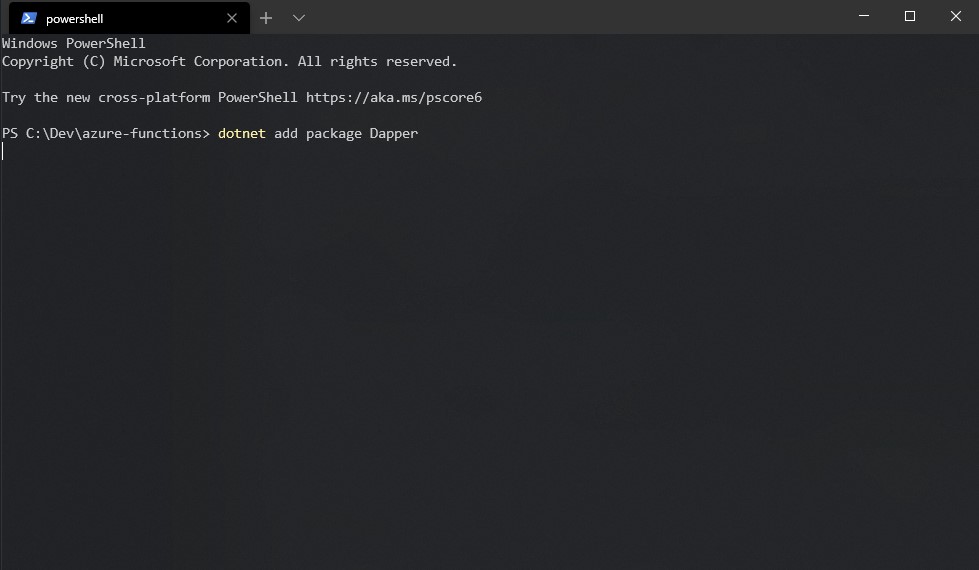 powershell
Windows PowerShell
Copyright (C) Microsoft Corporation. All rights reserved.
Try the new cross-platform PowerShell https://aka.ms/pscore6
PS C:\Dev\azure-functions> dotnet add package Dapper